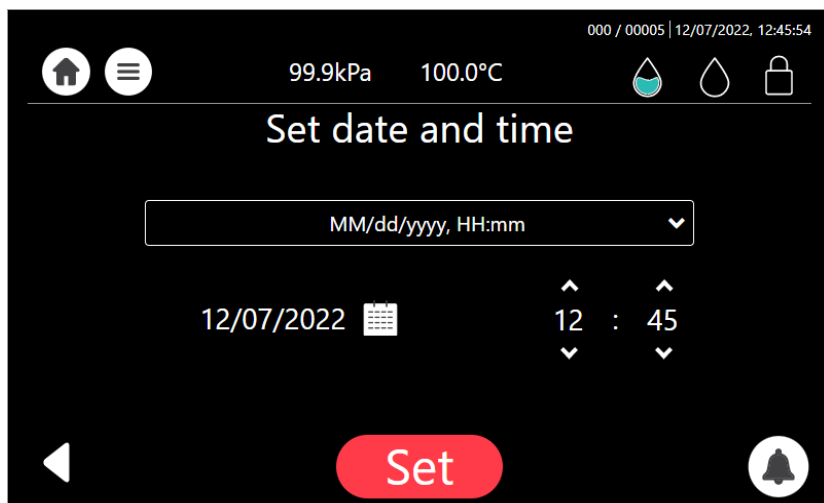 000 / 00005 | 12/07/2022, 12:45:54
99.9kPa 100.0°C
Set date and time
MM/dd/yyyy, HH:mm
12/07/2022 12 : 45
Set